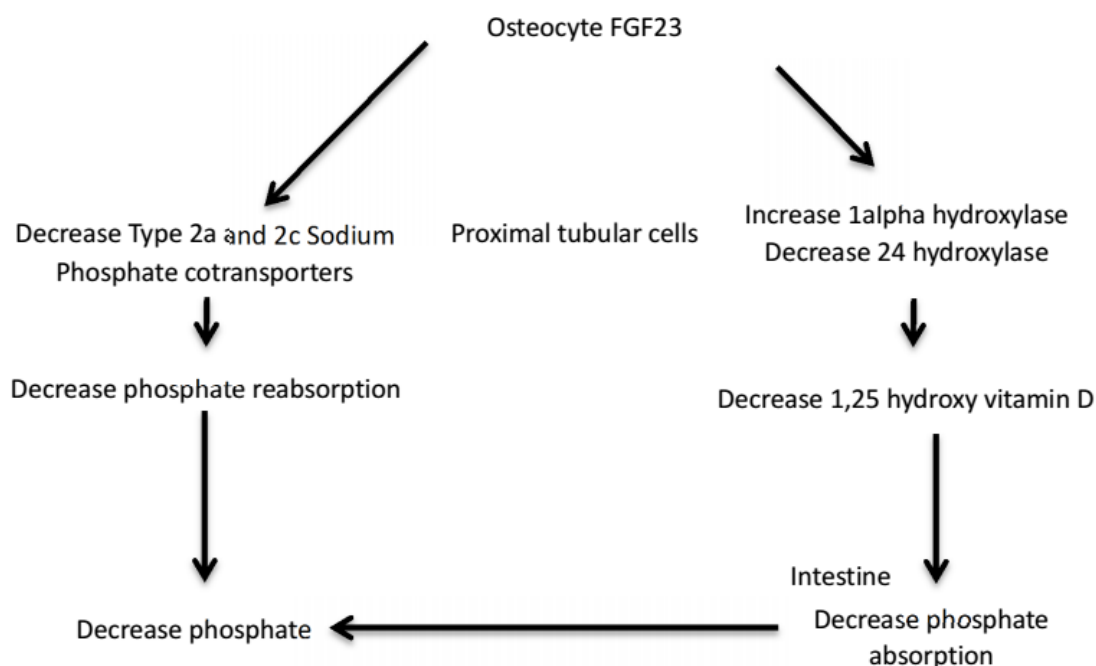 Osteocyte FGF23
Decrease Type 2a and 2c Sodium
Phosphate cotransporters
Proximal tubular cells
Increase 1alpha hydroxylase
Decrease 24 hydroxylase
Decrease phosphate reabsorption
Decrease 1,25 hydroxy vitamin D
Intestine
Decrease phosphate
Decrease phosphate
absorption